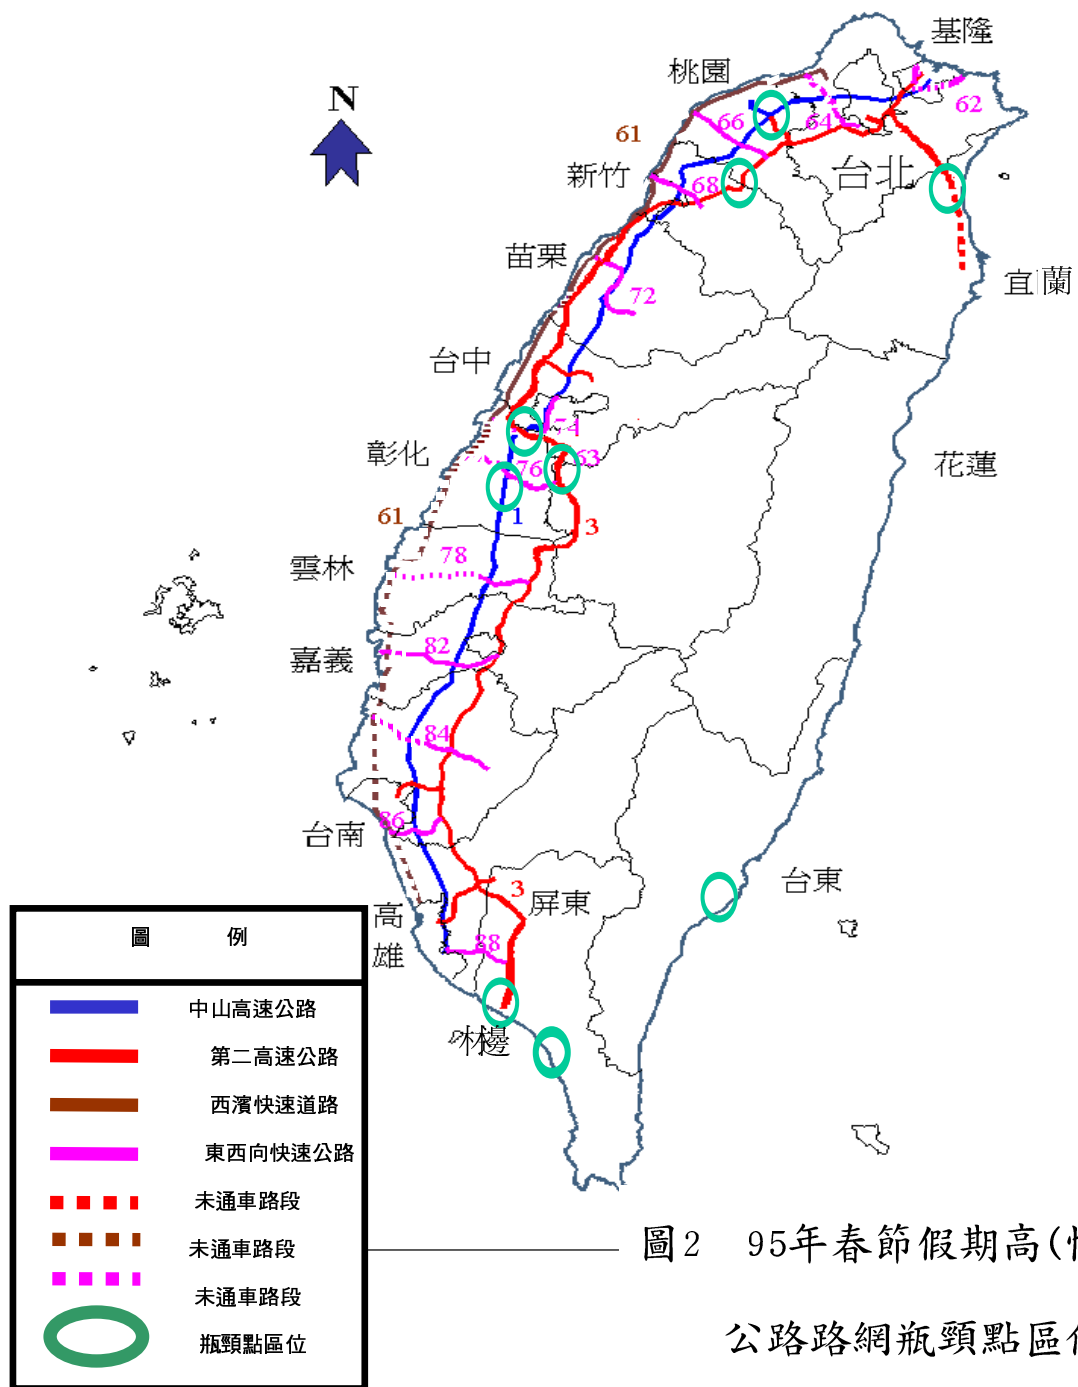 基隆
桃園
N
62
66
64
61
新竹
68
台北
苗栗
72
宜蘭
台中
74
彰化
76
63
花蓮
61
1
3
雲林
78
嘉義
82
84
台南
86
台東
3
屏東
高雄
88
林邊
圖 例
中山高速公路
第二高速公路
西濱快速道路
東西向快速公路
未通車路段
未通車路段
未通車路段
瓶頸點區位
圖2 95年春節假期高(
公路路網瓶頸點區